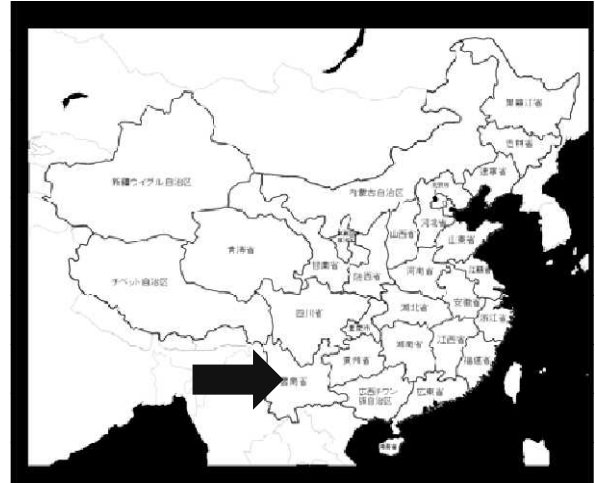 黒龍江省
吉林省
遼寧省
新疆ウイグル自治区
内蒙古自治区
河北省
山西省
山東省
青海省
甘粛省
陝西省
河南省
江蘇省
チベット自治区
四川省
湖北省
安徽省
浙江省
重慶市
湖南省
江西省
貴州省
福建省
雲南省
広西チワン
族自治区
広東省
海南省